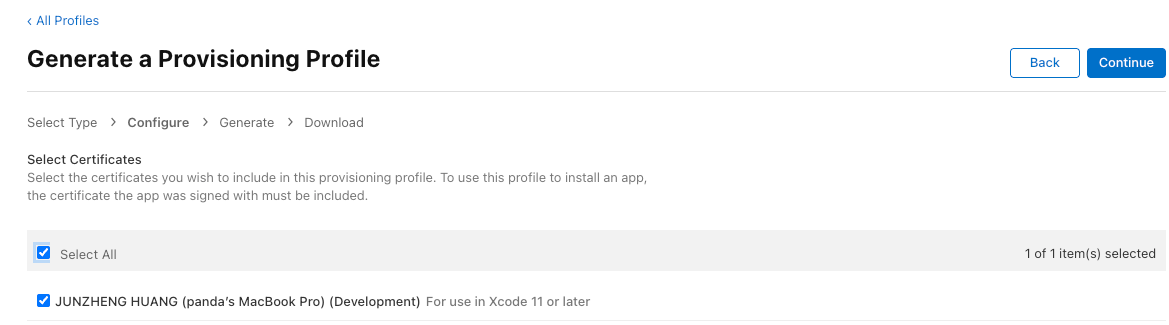 ‹ All Profiles
Generate a Provisioning Profile
Back
Continue
Select Type > Configure > Generate > Download
Select Certificates
Select the certificates you wish to include in this provisioning profile. To use this profile to install an app,
the certificate the app was signed with must be included.
Select All
1 of 1 item(s) selected
JUNZHENG HUANG (panda’s MacBook Pro) (Development) For use in Xcode 11 or later